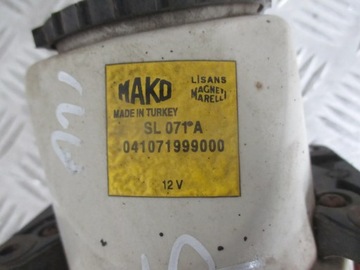 MAKO
LISANS
MAGNETI
MARELLI
MADE IN TURKEY
SL 071°A
041071999000
12 V